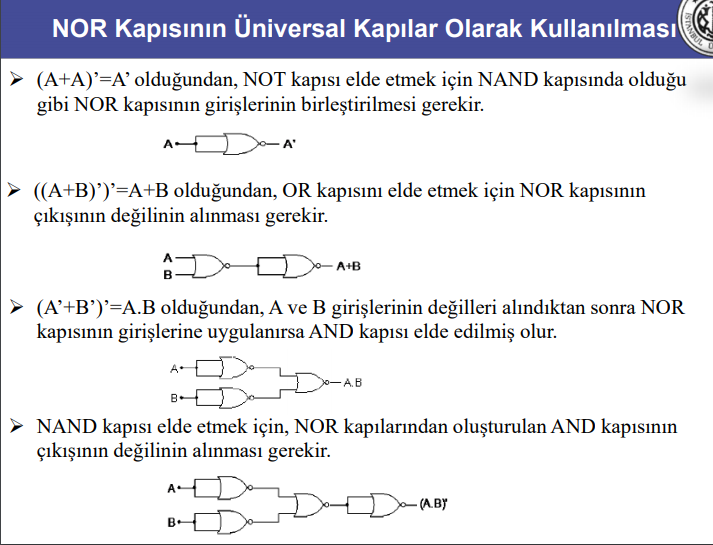 NOR Kapısının Üniversal Kapılar Olarak Kullanılması
(A+A)’=A’ olduğundan, NOT kapısı elde etmek için NAND kapısında olduğu
gibi NOR kapısının girişlerinin birleştirilmesi gerekir.
A
A'
((A+B)’)’=A+B olduğundan, OR kapısını elde etmek için NOR kapısının
çıkışının değilinin alınması gerekir.
A
B
A+B
(A’+B’)’=A.B olduğundan, A ve B girişlerinin değilleri alındıktan sonra NOR
kapısının girişlerine uygulanırsa AND kapısı elde edilmiş olur.
A
B
A.B
NAND kapısı elde etmek için, NOR kapılarından oluşturulan AND kapısının
çıkışının değilinin alınması gerekir.
A
B
(A.B)'